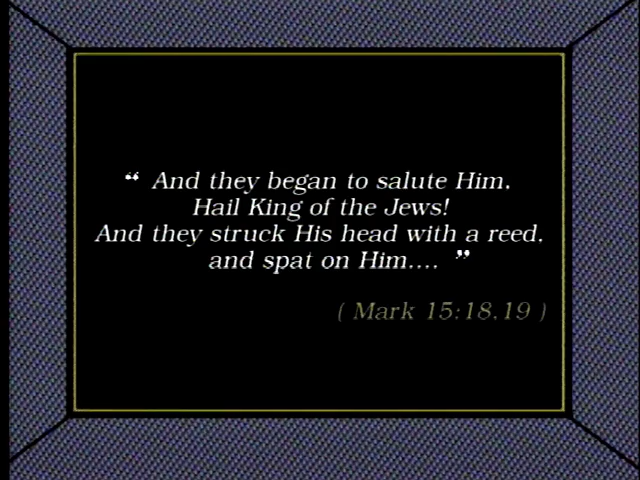 “ And they began to salute Him.
Hail King of the Jews!
And they struck His head with a reed.
and spat on Him.... ”
( Mark 15:18.19 )